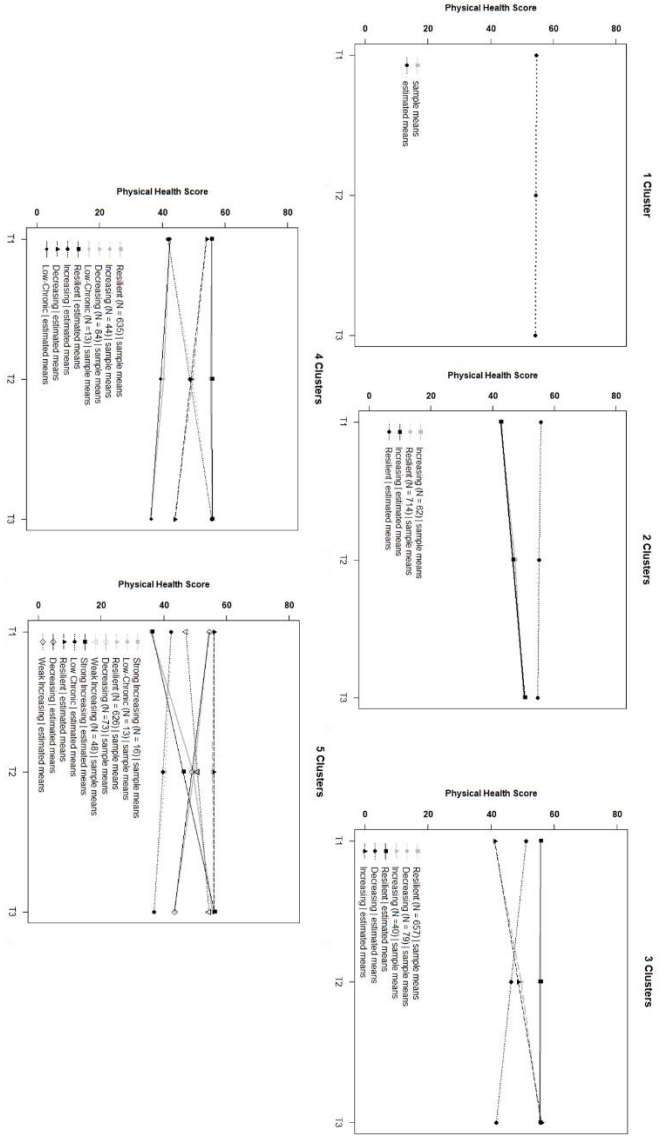 1 Cluster
Physical Health Score
80
60
40
20
0
sample means
estimated means
T1
T2
T3
2 Clusters
Physical Health Score
80
60
40
20
0
Increasing (N = 62) | sample means
Resilient (N = 714) | sample means
Increasing | estimated means
Resilient | estimated means
T1
T2
T3
3 Clusters
Physical Health Score
80
60
40
20
0
Resilient (N = 657) | sample means
Decreasing (N = 79) | sample means
Increasing (N =40) | sample means
Resilient | estimated means
Decreasing | estimated means
Increasing | estimated means
T1
T2
T3
4 Clusters
Physical Health Score
80
60
40
20
0
Resilient (N = 635) | sample means
Increasing (N = 44) | sample means
Decreasing (N = 84) | sample means
Low-Chronic (N =13) | sample means
Resilient | estimated means
Increasing | estimated means
Decreasing | estimated means
Low-Chronic | estimated means
T1
T2
T3
5 Clusters
Physical Health Score
80
60
40
20
0
Strong Increasing (N = 16) | sample means
Low-Chronic (N = 13) | sample means
Resilient (N = 626) | sample means
Decreasing (N =73) | sample means
Weak Increasing (N = 48) | sample means
Strong Increasing | estimated means
Low Chronic | estimated means
Resilient | estimated means
Decreasing | estimated means
Weak Increasing | estimated means
T1
T2
T3